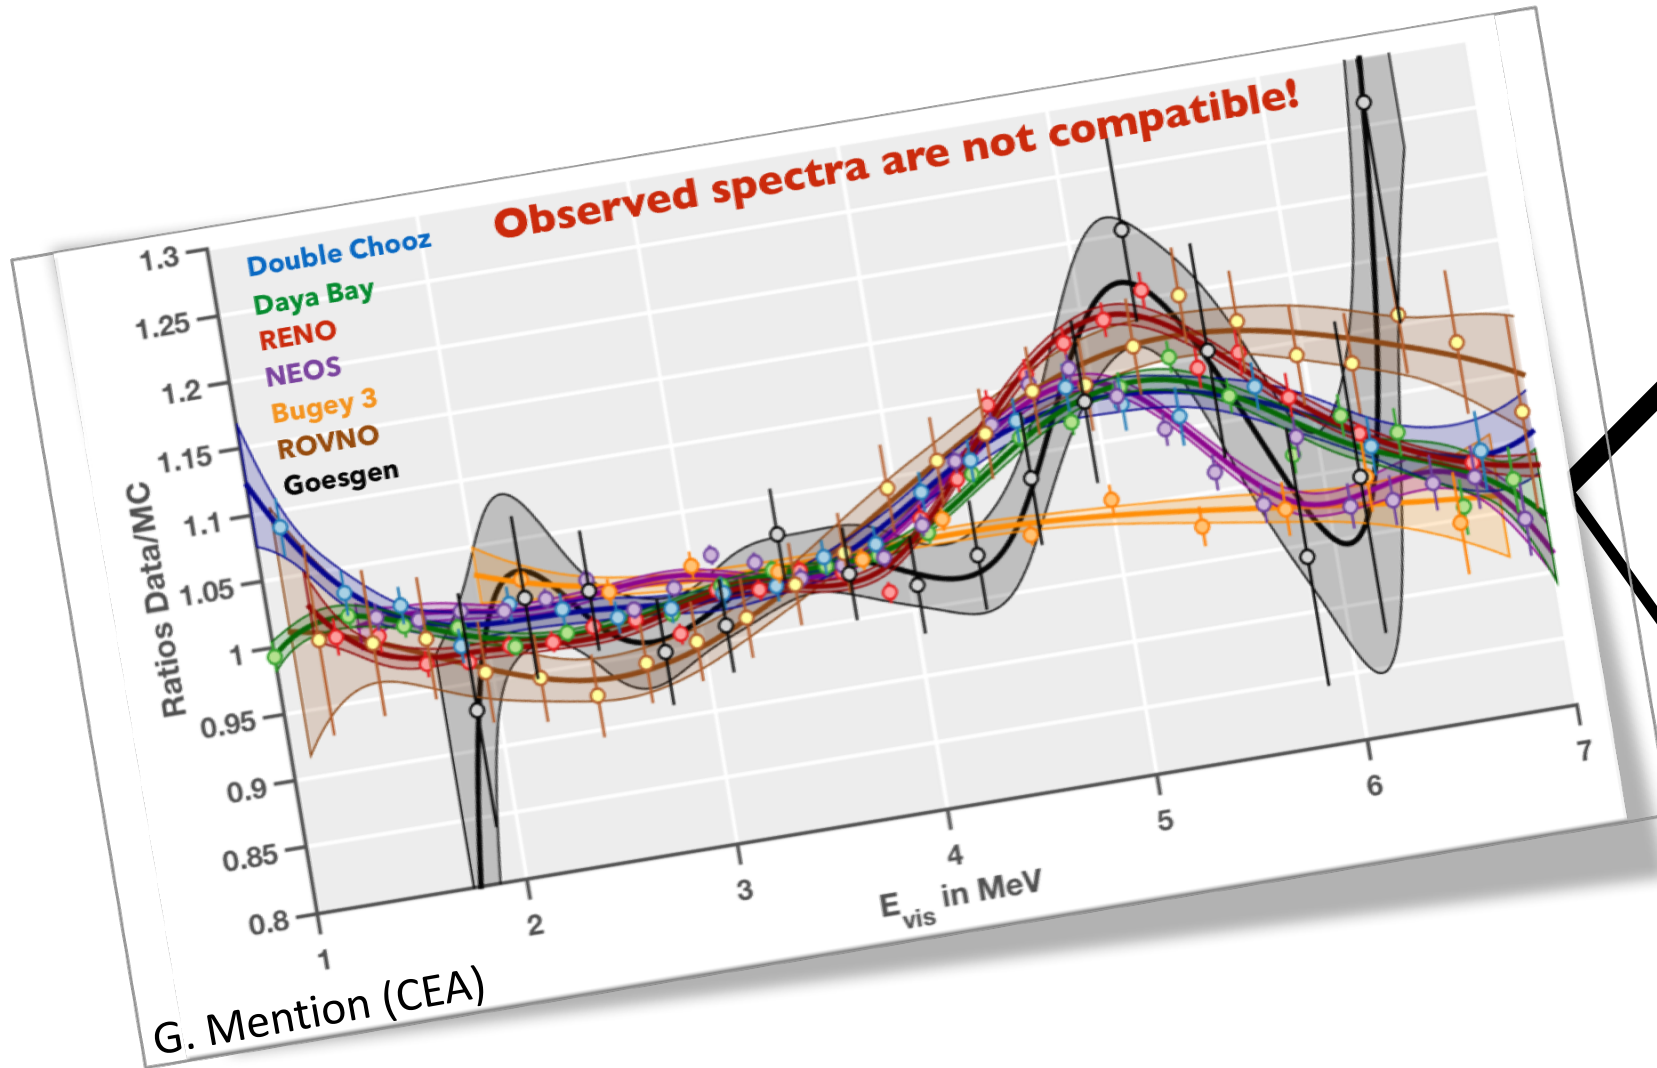 Observed spectra are not compatible!
Double Chooz
Daya Bay
RENO
NEOS
Bugey 3
ROVNO
Goesgen
Ratios Data/MC
1.3
1.25
1.2
1.15
1.1
1.05
1
0.95
0.9
0.85
0.8
1
2
3
4
5
6
7
E_vis in MeV
G. Mention (CEA)